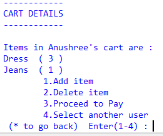 ------------
CART DETAILS
------------
Items in Anushree's cart are :
Dress ( 3 )
Jeans ( 1 )
1.Add item
2.Delete item
3.Proceed to Pay
4.Select another user
(* to go back) Enter(1-4) :